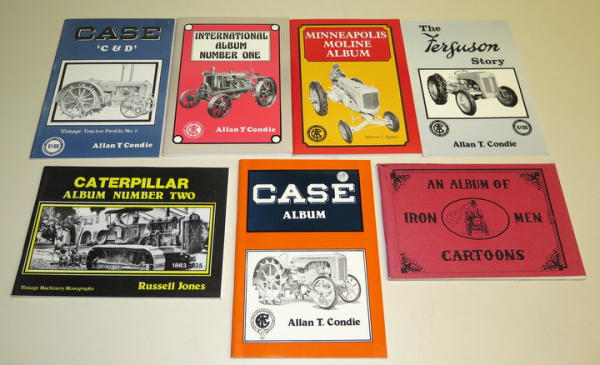 CASE
'C & D'
Vintage Tractor Profile No. 7
Allan T Condie
INTERNATIONAL
ALBUM
NUMBER ONE
Allan T Condie
MINNEAPOLIS
MOLINE
ALBUM
The
Ferguson
Story
Allan T. Condie
CATERPILLAR
ALBUM NUMBER TWO
Vintage Machinery Monographs
Russell Jones
CASE
ALBUM
Allan T. Condie
AN ALBUM OF
IRON MEN
CARTOONS